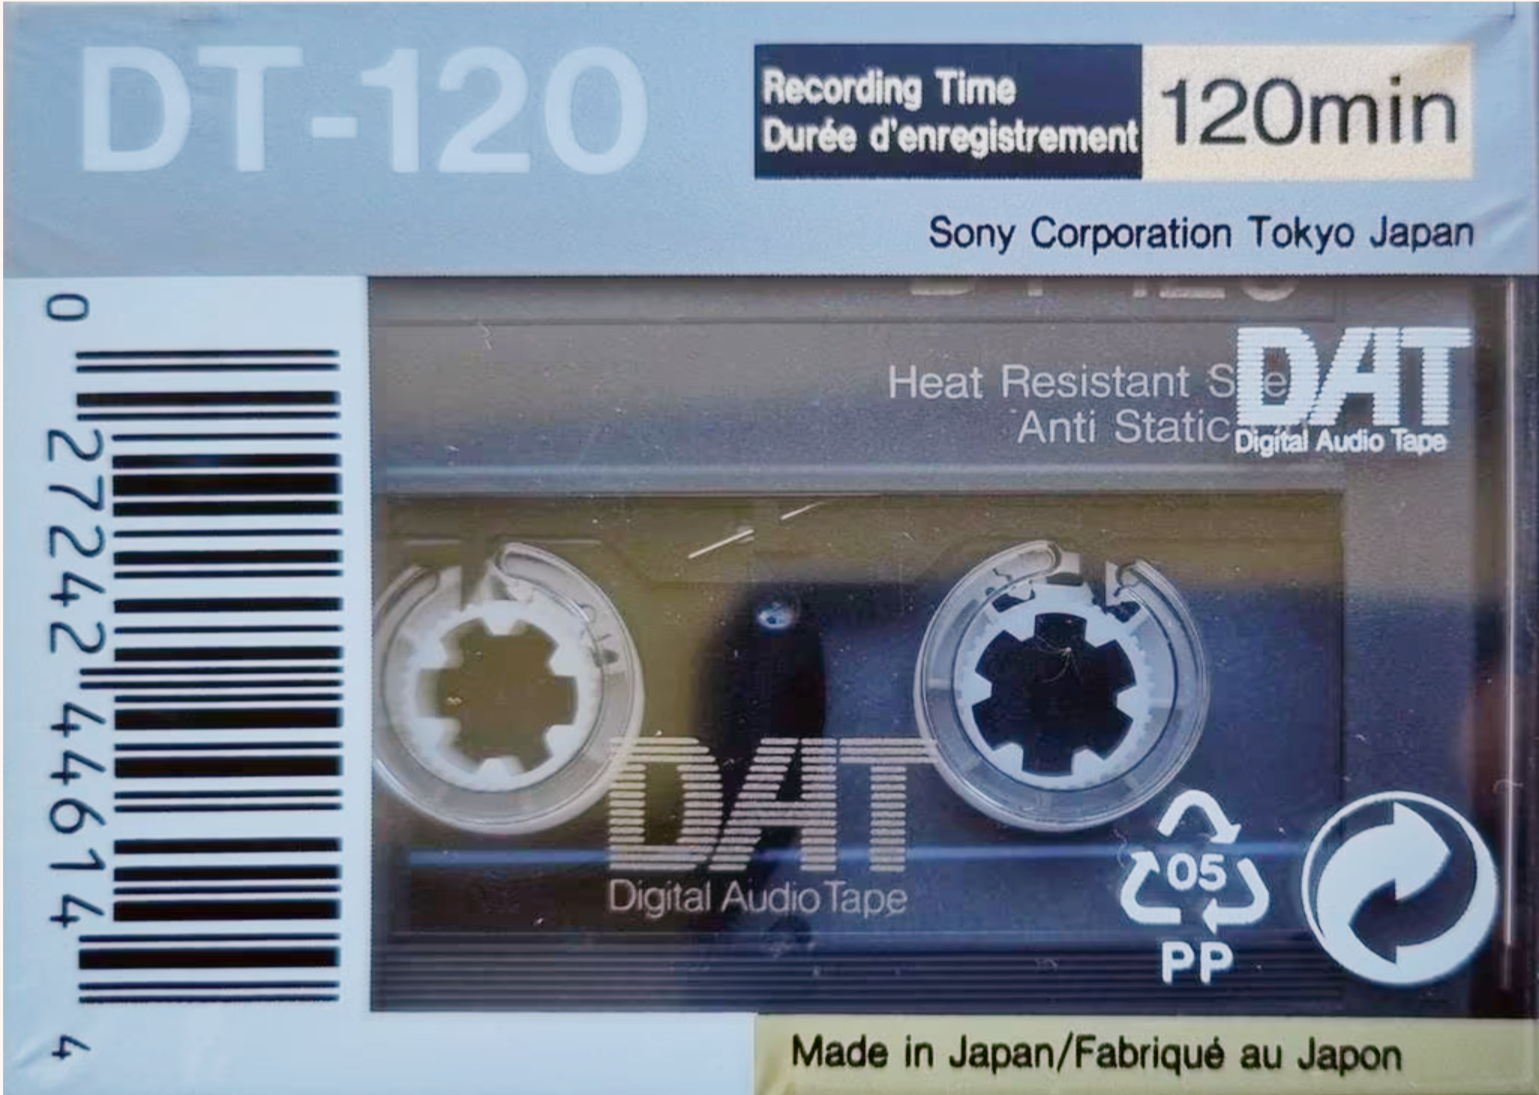 DT-120
Recording Time
Durée d'enregistrement
120min
Sony Corporation Tokyo Japan
0 27242 44614 4
Heat Resistant
Anti Static
DAT
Digital Audio Tape
DAT
Digital Audio Tape
05
PP
Made in Japan/Fabriqué au Japon